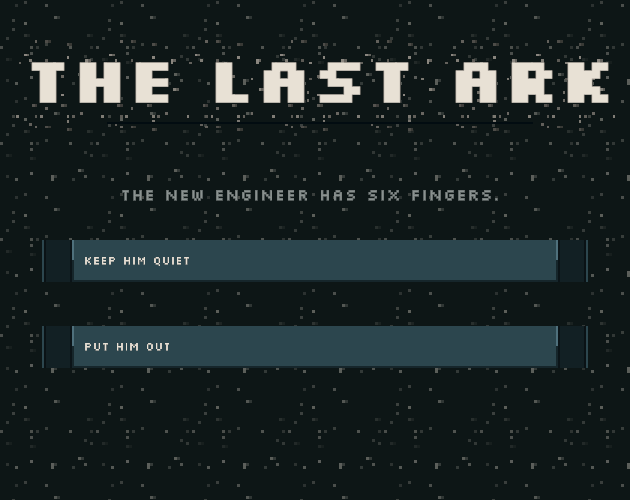 THE LAST ARK
THE NEW ENGINEER HAS SIX FINGERS.
KEEP HIM QUIET
PUT HIM OUT